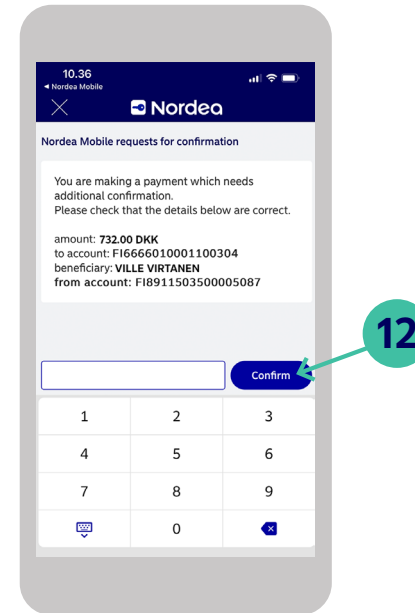 10.36
◄ Nordea Mobile
Nordea
Nordea Mobile requests for confirmation
You are making a payment which needs
additional confirmation.
Please check that the details below are correct.
amount: 732.00 DKK
to account: FI6666010001100304
beneficiary: VILLE VIRTANEN
from account: FI8911503500005087
12
Confirm
1 2 3
4 5 6
7 8 9
0